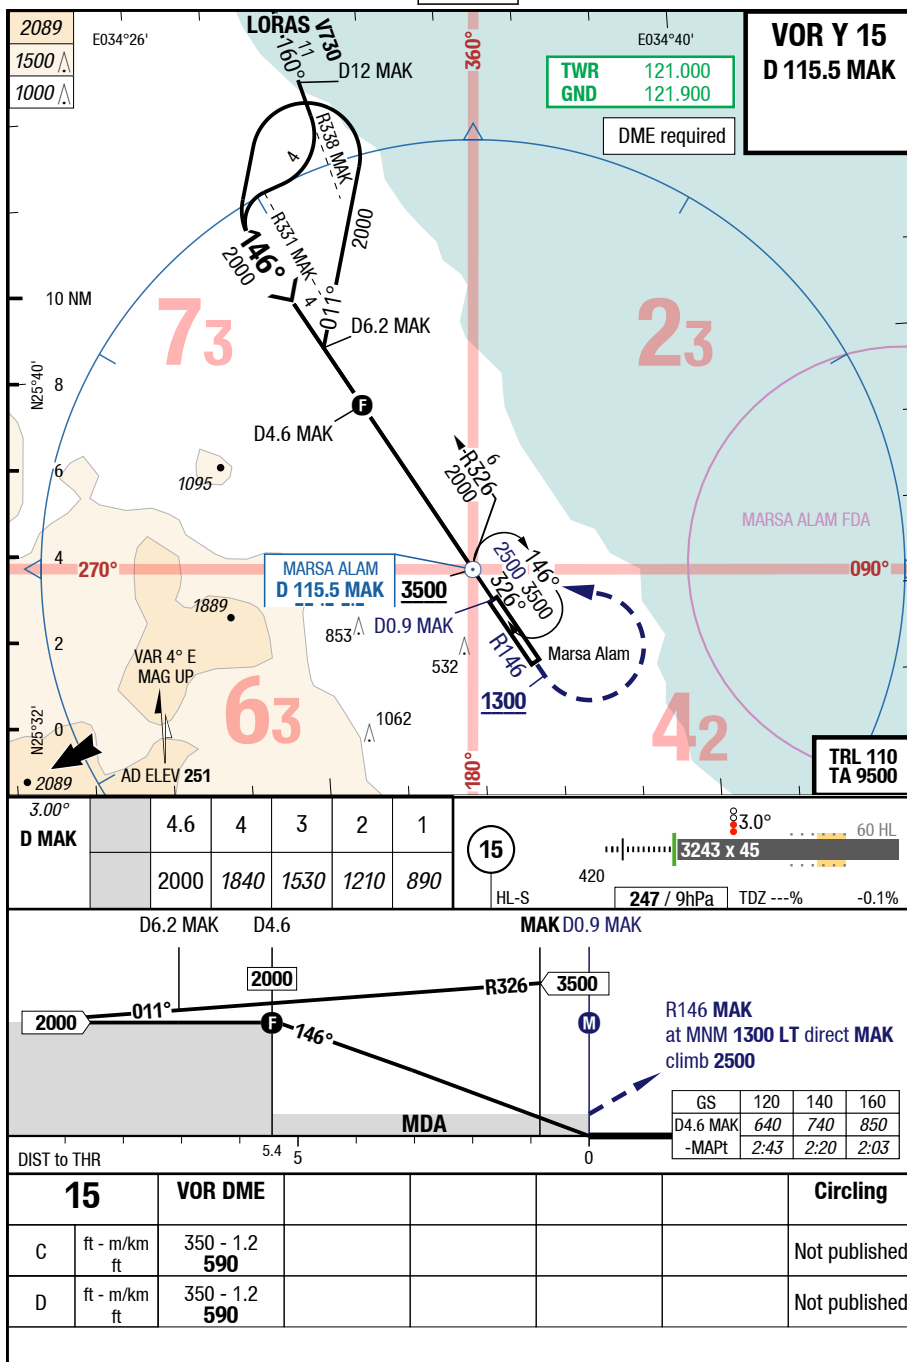 2089
1500
1000
E034°26'
LORAS V730
11
160°
D12 MAK
360°
E034°40'
VOR Y 15
D 115.5 MAK
TWR 121.000
GND 121.900
DME required
R338 MAK
4
R331 MAK
4
146°
2000
2000
011°
10 NM
73
23
D6.2 MAK
N25°40'
8
D4.6 MAK
F
6
1095
6
R326
2000
MARSA ALAM FDA
4
270°
MARSA ALAM
D 115.5 MAK
3500
146°
2500 3500
326°
090°
1889
853
D0.9 MAK
532
R146
Marsa Alam
2
VAR 4° E
MAG UP
1300
63
1062
42
N25°32'
0
2089
AD ELEV 251
180°
TRL 110
TA 9500
3.00°
D MAK
4.6 4 3 2 1
2000 1840 1530 1210 890
15
HL-S
3.0°
60 HL
3243 x 45
420
247 / 9hPa
TDZ ---%
-0.1%
D6.2 MAK D4.6 MAK D0.9 MAK
2000
R326
3500
011°
2000
F
146°
M
R146 MAK
at MNM 1300 LT direct MAK
climb 2500
MDA
GS 120 140 160
D4.6 MAK 640 740 850
-MAPt 2:43 2:20 2:03
DIST to THR
5.4 5 0
15 VOR DME Circling
C ft - m/km 350 - 1.2 Not published
ft 590
D ft - m/km 350 - 1.2 Not published
ft 590